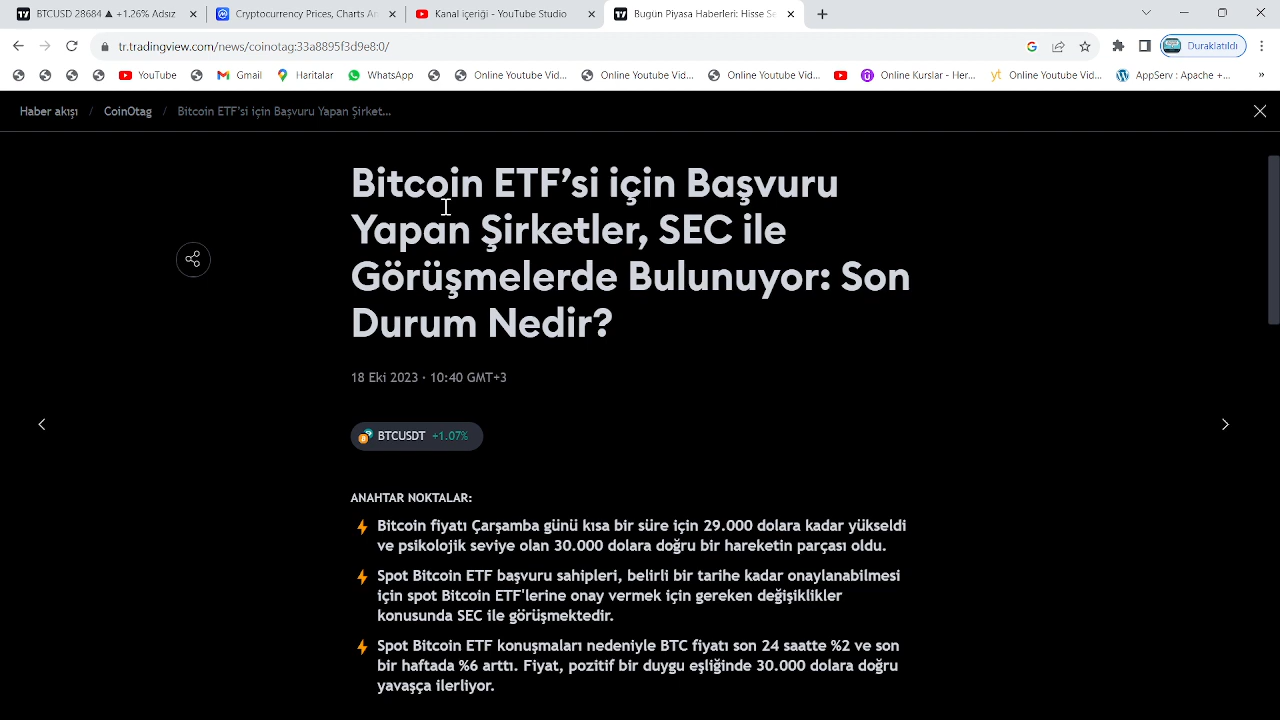 BTCUSD 28684 ▲ +1.26% Adsız
Cryptocurrency Prices, Charts An
Kanal içeriği - YouTube Studio
Bugün Piyasa Haberleri: Hisse Se
tr.tradingview.com/news/coinotag:33a8895f3d9e8:0/
Duraklatıldı
YouTube
Gmail
Haritalar
WhatsApp
Online Youtube Vid...
Online Youtube Vid...
Online Youtube Vid...
Online Kurslar - Her...
yt Online Youtube Vid...
AppServ : Apache +...
Haber akışı / CoinOtag / Bitcoin ETF’si için Başvuru Yapan Şirket...
Bitcoin ETF’si için Başvuru
Yapan Şirketler, SEC ile
Görüşmelerde Bulunuyor: Son
Durum Nedir?
18 Eki 2023 · 10:40 GMT+3
BTCUSDT +1.07%
ANAHTAR NOKTALAR:
Bitcoin fiyatı Çarşamba günü kısa bir süre için 29.000 dolara kadar yükseldi
ve psikolojik seviye olan 30.000 dolara doğru bir hareketin parçası oldu.
Spot Bitcoin ETF başvuru sahipleri, belirli bir tarihe kadar onaylanabilmesi
için spot Bitcoin ETF'lerine onay vermek için gereken değişiklikler
konusunda SEC ile görüşmektedir.
Spot Bitcoin ETF konuşmaları nedeniyle BTC fiyatı son 24 saatte %2 ve son
bir haftada %6 arttı. Fiyat, pozitif bir duygu eşliğinde 30.000 dolara doğru
yavaşça ilerliyor.